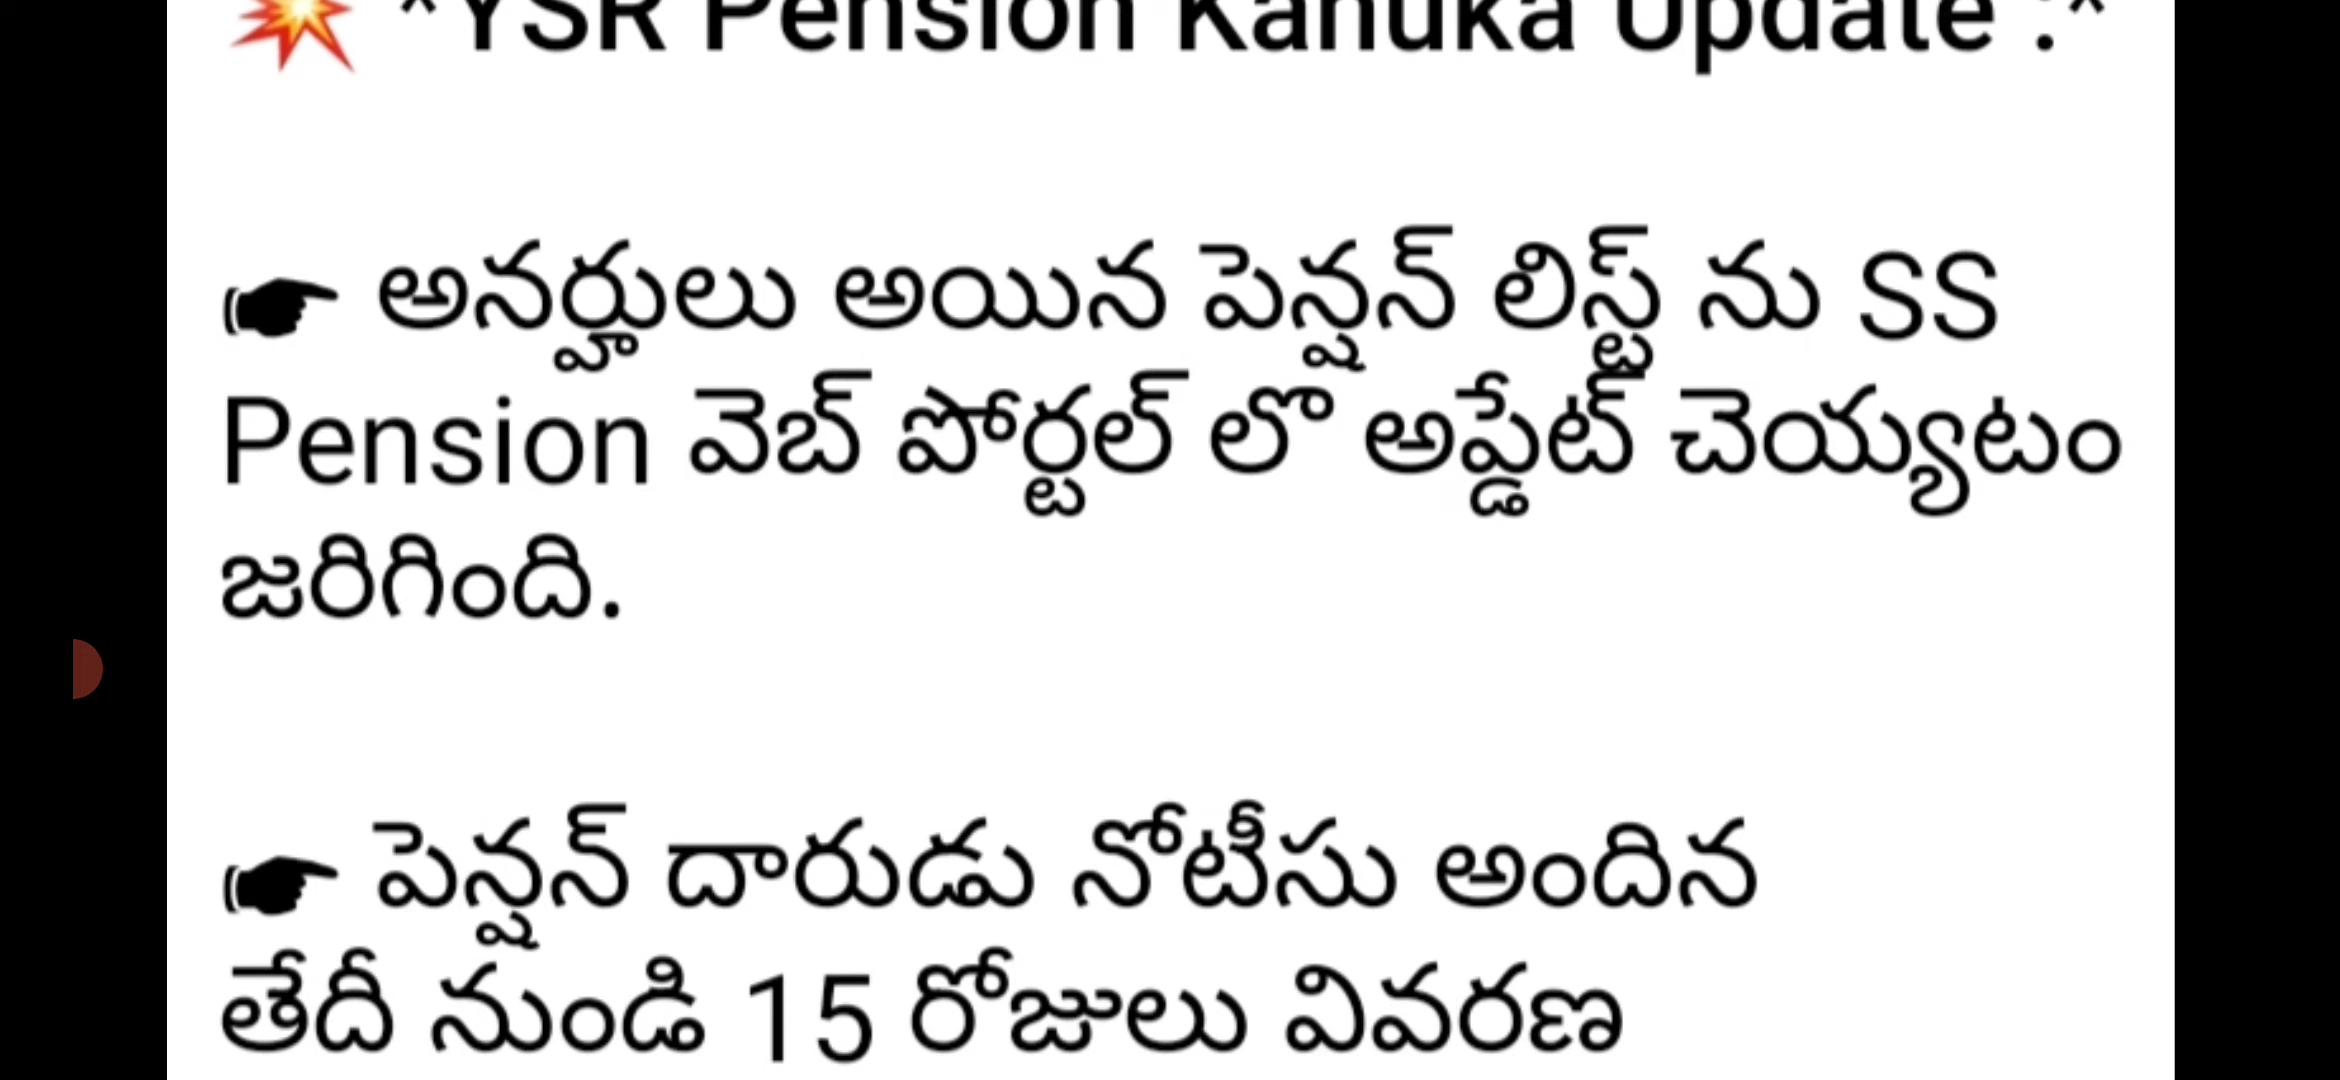 💥 *YSR Pension Kanuka Update :*
☛ అనర్హులు అయిన పెన్షన్ లిస్ట్ ను SS
Pension వెబ్ పోర్టల్ లొ అప్డేట్ చెయ్యటం
జరిగింది.
☛ పెన్షన్ దారుడు నోటీసు అందిన
తేదీ నుండి 15 రోజులు వివరణ